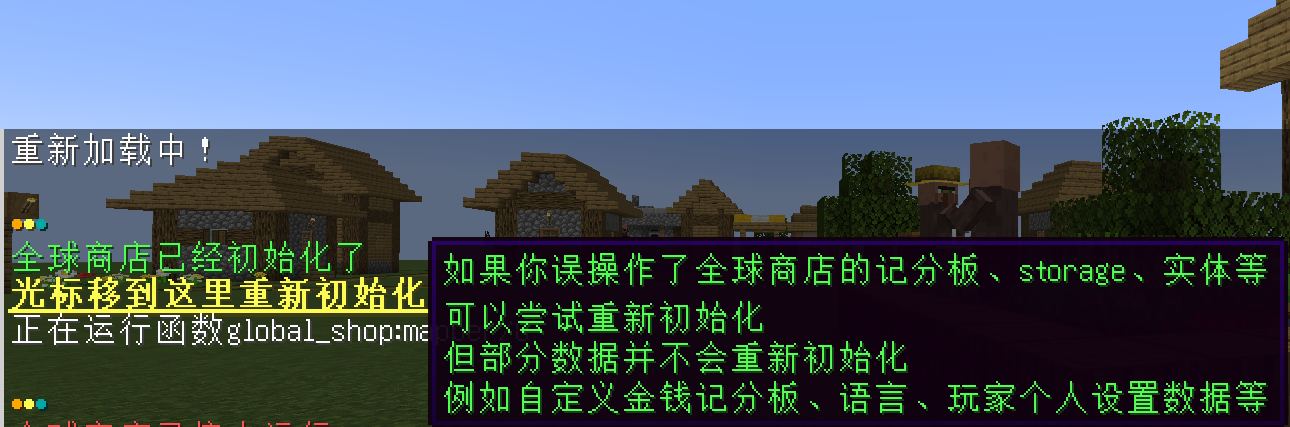 重新加载中！
全球商店已经初始化了
光标移到这里重新初始化
正在运行函数global_shop:ma
如果你误操作了全球商店的记分板、storage、实体等
可以尝试重新初始化
但部分数据并不会重新初始化
例如自定义金钱记分板、语言、玩家个人设置数据等